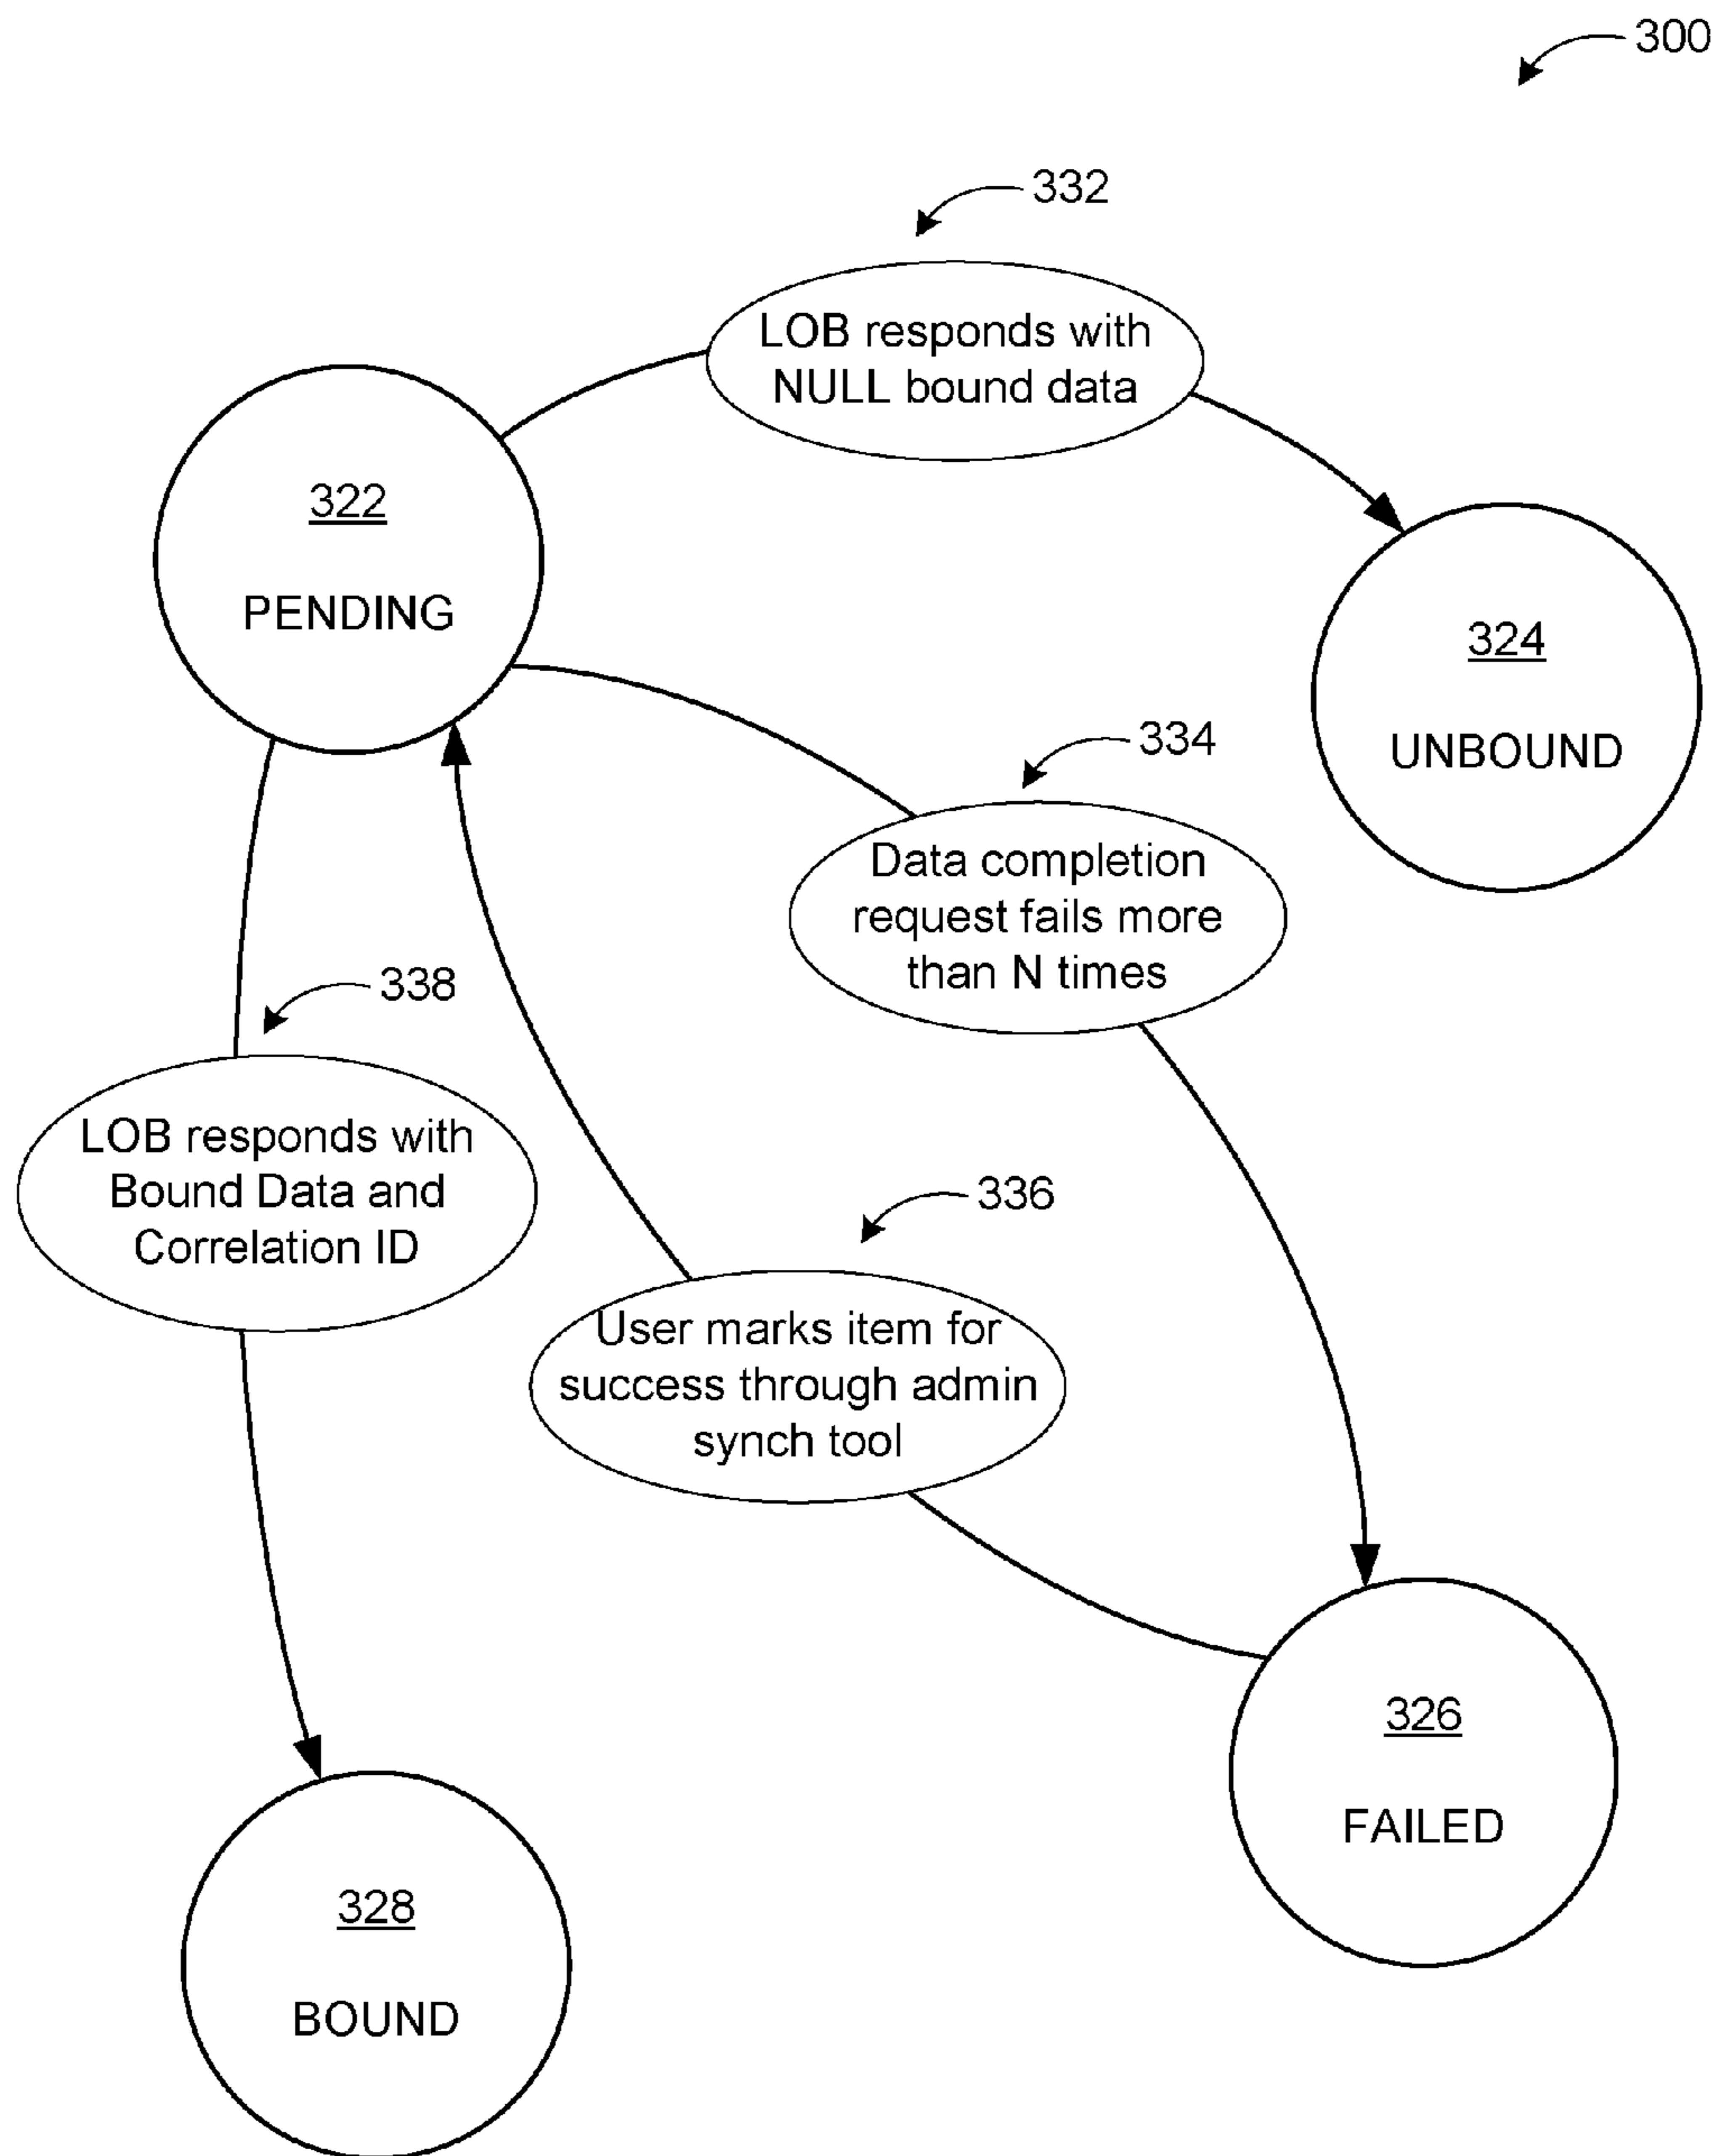 300
332
LOB responds with
NULL bound data
322
PENDING
324
UNBOUND
334
Data completion
request fails more
than N times
338
LOB responds with
Bound Data and
Correlation ID
336
User marks item for
success through admin
synch tool
326
FAILED
328
BOUND